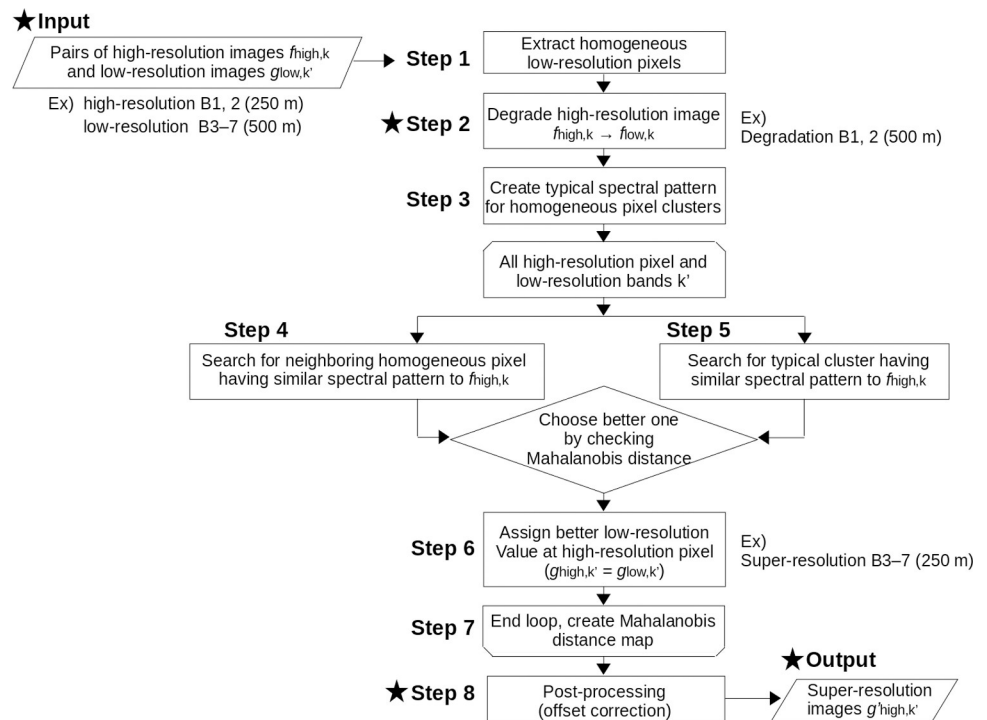 ★Input
Pairs of high-resolution images fhigh,k
and low-resolution images glow,k’
Ex) high-resolution B1, 2 (250 m)
low-resolution B3–7 (500 m)
Step 1
Extract homogeneous
low-resolution pixels
★Step 2
Degrade high-resolution image
fhigh,k → flow,k
Ex)
Degradation B1, 2 (500 m)
Step 3
Create typical spectral pattern
for homogeneous pixel clusters
All high-resolution pixel and
low-resolution bands k’
Step 4
Search for neighboring homogeneous pixel
having similar spectral pattern to fhigh,k
Step 5
Search for typical cluster having
similar spectral pattern to fhigh,k
Choose better one
by checking
Mahalanobis distance
Step 6
Assign better low-resolution
Value at high-resolution pixel
(ghigh,k’ = glow,k’)
Ex)
Super-resolution B3–7 (250 m)
Step 7
End loop, create Mahalanobis
distance map
★Step 8
Post-processing
(offset correction)
★Output
Super-resolution
images g’high,k’